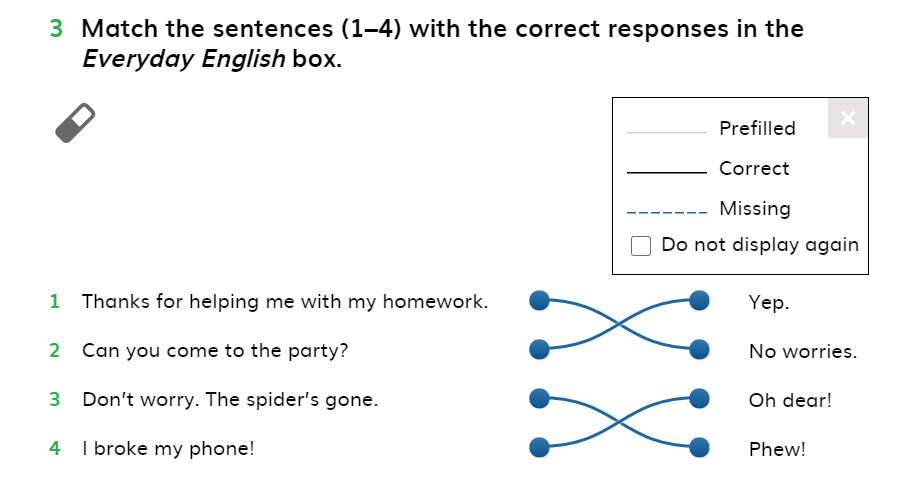 3 Match the sentences (1–4) with the correct responses in the
Everyday English box.
Prefilled
Correct
Missing
Do not display again
1 Thanks for helping me with my homework. Yep.
2 Can you come to the party? No worries.
3 Don’t worry. The spider’s gone. Oh dear!
4 I broke my phone! Phew!